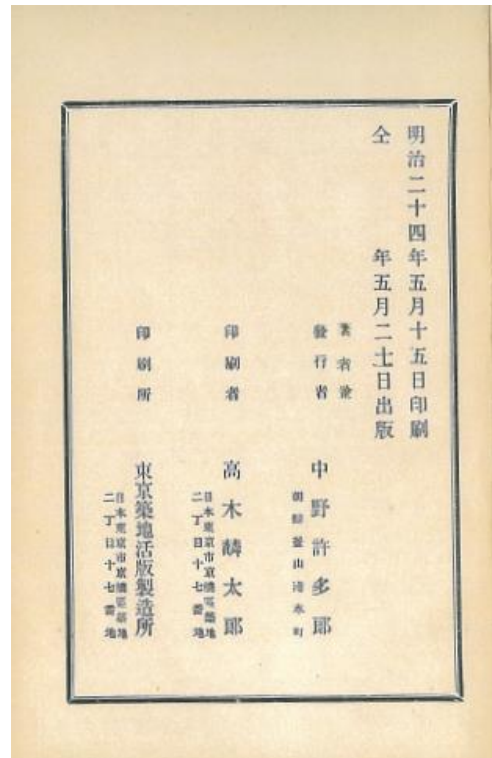 明治二十四年五月十五日印刷
仝　年五月二十一日出版
著者兼
發行者　中野許多郎
朝鮮釜山港本町
印刷者　高木麟太郎
日本東京市京橋區築地
二丁目十七番地
印刷所　東京築地活版製造所
日本東京市京橋區築地
二丁目十七番地